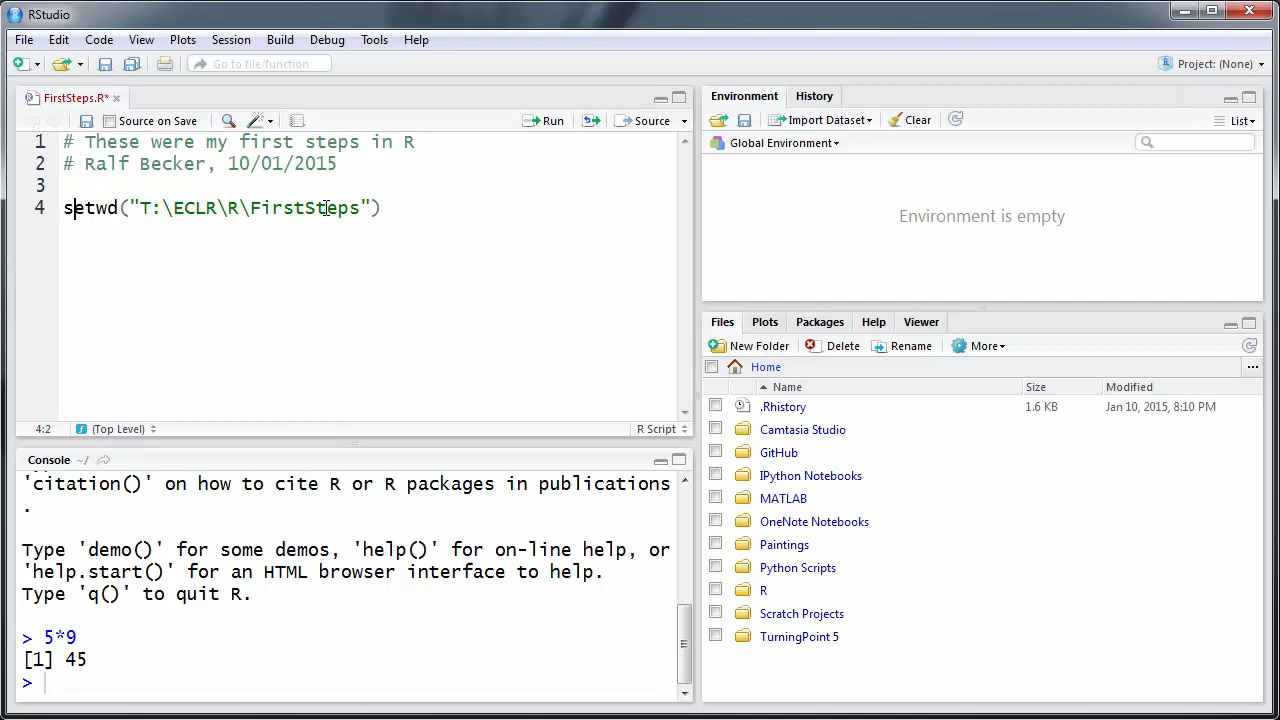 RStudio
File Edit Code View Plots Session Build Debug Tools Help
Go to file/function
Project: (None)
FirstSteps.R*
Source on Save
Run
Source
1 # These were my first steps in R
2 # Ralf Becker, 10/01/2015
3
4 setwd("T:\ECLR\R\FirstSteps")
4:2 (Top Level) R Script
Console ~/
'citation()' on how to cite R or R packages in publications
.
Type 'demo()' for some demos, 'help()' for on-line help, or
'help.start()' for an HTML browser interface to help.
Type 'q()' to quit R.
> 5*9
[1] 45
>
Environment History
Import Dataset Clear List
Global Environment
Environment is empty
Files Plots Packages Help Viewer
New Folder Delete Rename More
Home ...
Name Size Modified
.Rhistory 1.6 KB Jan 10, 2015, 8:10 PM
Camtasia Studio
GitHub
IPython Notebooks
MATLAB
OneNote Notebooks
Paintings
Python Scripts
R
Scratch Projects
TurningPoint 5